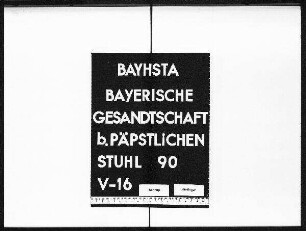 BAYHSTA
BAYERISCHE
GESANDTSCHAFT
b. PÄPSTLiCHEN
STUHL 90
V-16